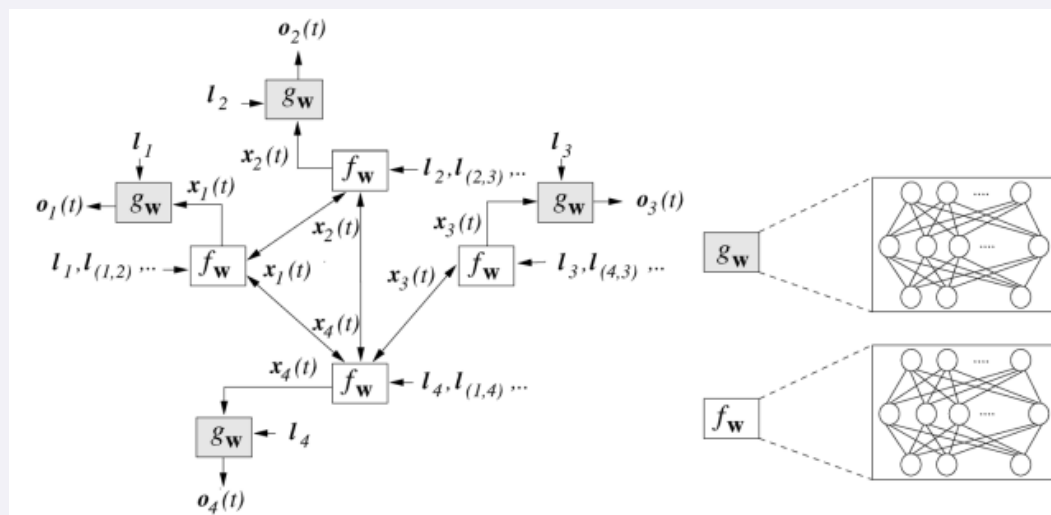 o₂(t)
l₂
g_w
x₂(t)
f_w
l₂, l_(2,3) ,..
l₁
g_w
x₁(t)
o₁(t)
l₃
g_w
o₃(t)
x₃(t)
l₁, l_(1,2) ,..
f_w
x₂(t)
x₁(t)
x₃(t)
f_w
l₃, l_(4,3) ,..
x₄(t)
x₄(t)
f_w
l₄, l_(1,4) ,..
g_w
l₄
o₄(t)
g_w
....
....
f_w
....
....